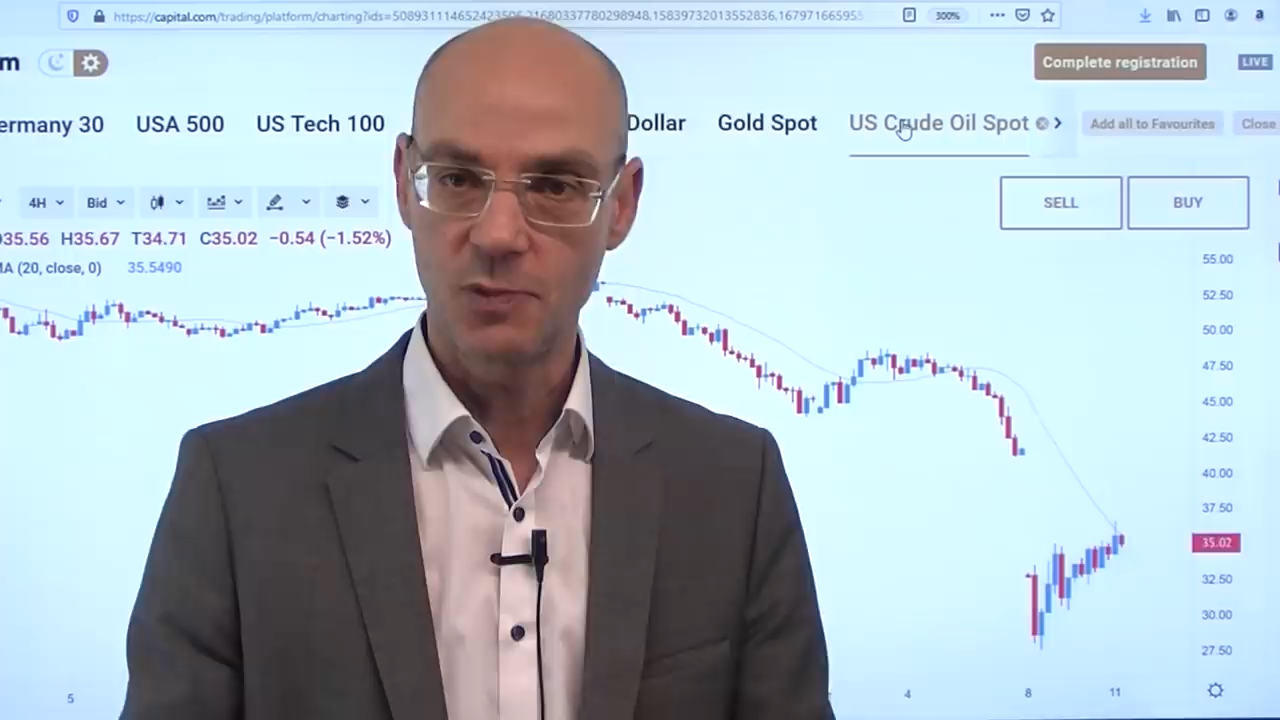 https://capital.com/trading/platform/charting?ids=
300%
m
Complete registration
LIVE
ermany 30 USA 500 US Tech 100 Dollar Gold Spot US Crude Oil Spot Add all to Favourites Close
4H Bid SELL BUY
35.56 H35.67 T34.71 C35.02 −0.54 (−1.52%)
MA (20, close, 0) 35.5490
55.00
52.50
50.00
47.50
45.00
42.50
40.00
37.50
35.02
32.50
30.00
27.50
5 4 8 11